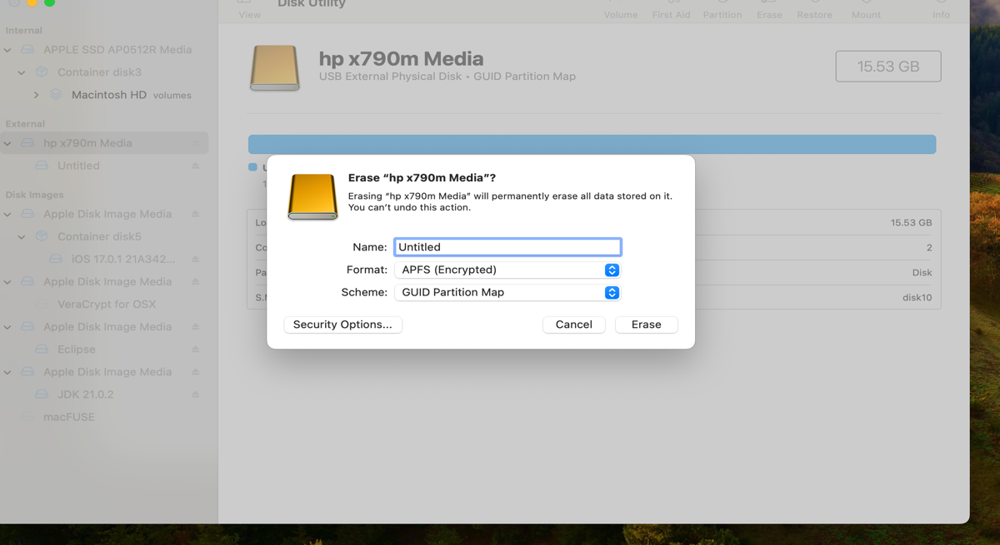 Disk Utility
View
Volume First Aid Partition Erase Restore Mount Info
Internal
APPLE SSD AP0512R Media
Container disk3
Macintosh HD volumes
External
hp x790m Media
Untitled
Disk Images
Apple Disk Image Media
Container disk5
iOS 17.0.1 21A342...
Apple Disk Image Media
VeraCrypt for OSX
Apple Disk Image Media
Eclipse
Apple Disk Image Media
JDK 21.0.2
macFUSE
hp x790m Media
USB External Physical Disk • GUID Partition Map
15.53 GB
Erase “hp x790m Media”?
Erasing “hp x790m Media” will permanently erase all data stored on it.
You can’t undo this action.
Name: Untitled
Format: APFS (Encrypted)
Scheme: GUID Partition Map
Security Options... Cancel Erase
15.53 GB
2
Disk
disk10